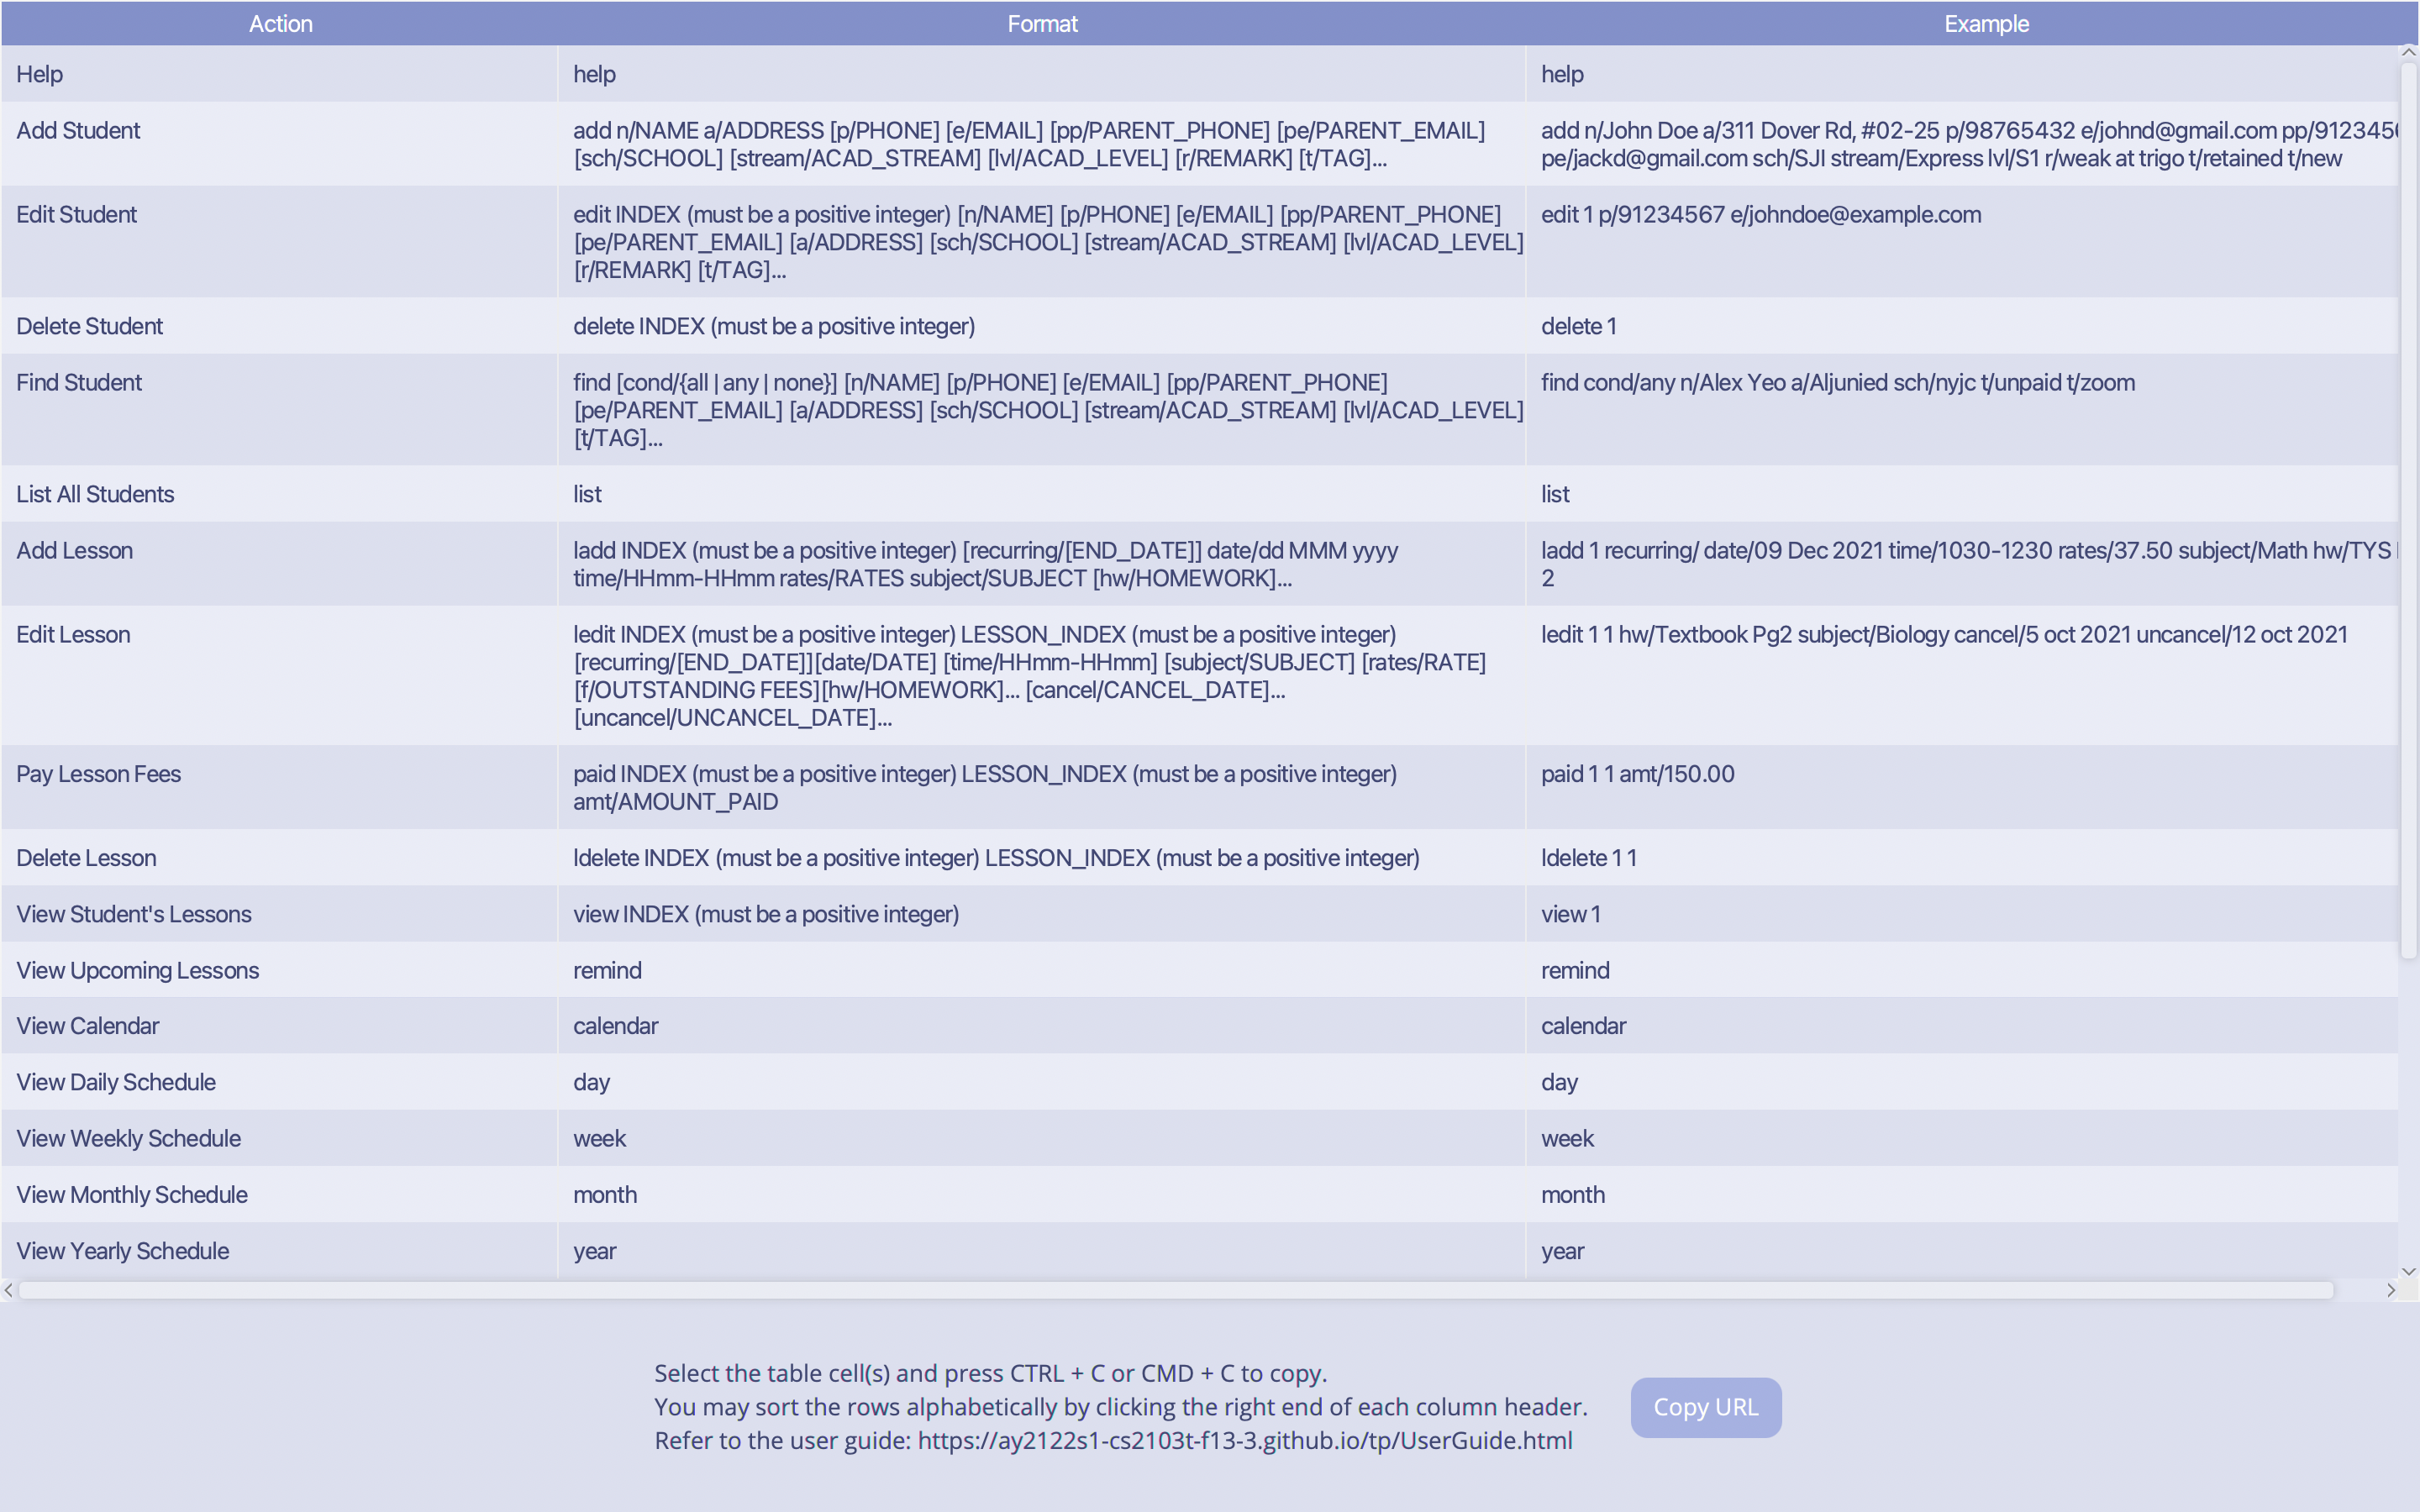 Action Format Example
Help help help
Add Student add n/NAME a/ADDRESS [p/PHONE] [e/EMAIL] [pp/PARENT_PHONE] [pe/PARENT_EMAIL] add n/John Doe a/311 Dover Rd, #02-25 p/98765432 e/johnd@gmail.com
[sch/SCHOOL] [stream/ACAD_STREAM] [lvl/ACAD_LEVEL] [r/REMARK] [t/TAG]... pe/jackd@gmail.com sch/SJI stream/Express lvl/S1 r/weak at trigo t/retained t/new
Edit Student edit INDEX (must be a positive integer) [n/NAME] [p/PHONE] [e/EMAIL] [pp/PARENT_PHONE] edit 1 p/91234567 e/johndoe@example.com
[pe/PARENT_EMAIL] [a/ADDRESS] [sch/SCHOOL] [stream/ACAD_STREAM] [lvl/ACAD_LEVEL]
[r/REMARK] [t/TAG]...
Delete Student delete INDEX (must be a positive integer) delete 1
Find Student find [cond/{all | any | none}] [n/NAME] [p/PHONE] [e/EMAIL] [pp/PARENT_PHONE] find cond/any n/Alex Yeo a/Aljunied sch/nyjc t/unpaid t/zoom
[pe/PARENT_EMAIL] [a/ADDRESS] [sch/SCHOOL] [stream/ACAD_STREAM] [lvl/ACAD_LEVEL]
[t/TAG]...
List All Students list list
Add Lesson ladd INDEX (must be a positive integer) [recurring/[END_DATE]] date/dd MMM yyyy ladd 1 recurring/ date/09 Dec 2021 time/1030-1230 rates/37.50 subject/Math hw/TYS
time/HHmm-HHmm rates/RATES subject/SUBJECT [hw/HOMEWORK]... 2
Edit Lesson ledit INDEX (must be a positive integer) LESSON_INDEX (must be a positive integer) ledit 1 1 hw/Textbook Pg2 subject/Biology cancel/5 oct 2021 uncancel/12 oct 2021
[recurring/[END_DATE]][date/DATE] [time/HHmm-HHmm] [subject/SUBJECT] [rates/RATE]
[f/OUTSTANDING FEES][hw/HOMEWORK]... [cancel/CANCEL_DATE]...
[uncancel/UNCANCEL_DATE]...
Pay Lesson Fees paid INDEX (must be a positive integer) LESSON_INDEX (must be a positive integer) paid 1 1 amt/150.00
amt/AMOUNT_PAID
Delete Lesson ldelete INDEX (must be a positive integer) LESSON_INDEX (must be a positive integer) ldelete 1 1
View Student's Lessons view INDEX (must be a positive integer) view 1
View Upcoming Lessons remind remind
View Calendar calendar calendar
View Daily Schedule day day
View Weekly Schedule week week
View Monthly Schedule month month
View Yearly Schedule year year
Select the table cell(s) and press CTRL + C or CMD + C to copy.
You may sort the rows alphabetically by clicking the right end of each column header.
Copy URL
Refer to the user guide: https://ay2122s1-cs2103t-f13-3.github.io/tp/UserGuide.html